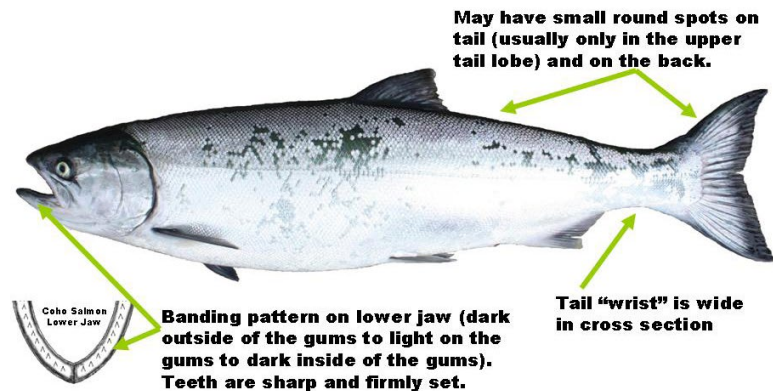 May have small round spots on
tail (usually only in the upper
tail lobe) and on the back.
Coho Salmon
Lower Jaw
Banding pattern on lower jaw (dark
outside of the gums to light on the
gums to dark inside of the gums).
Teeth are sharp and firmly set.
Tail “wrist” is wide
in cross section